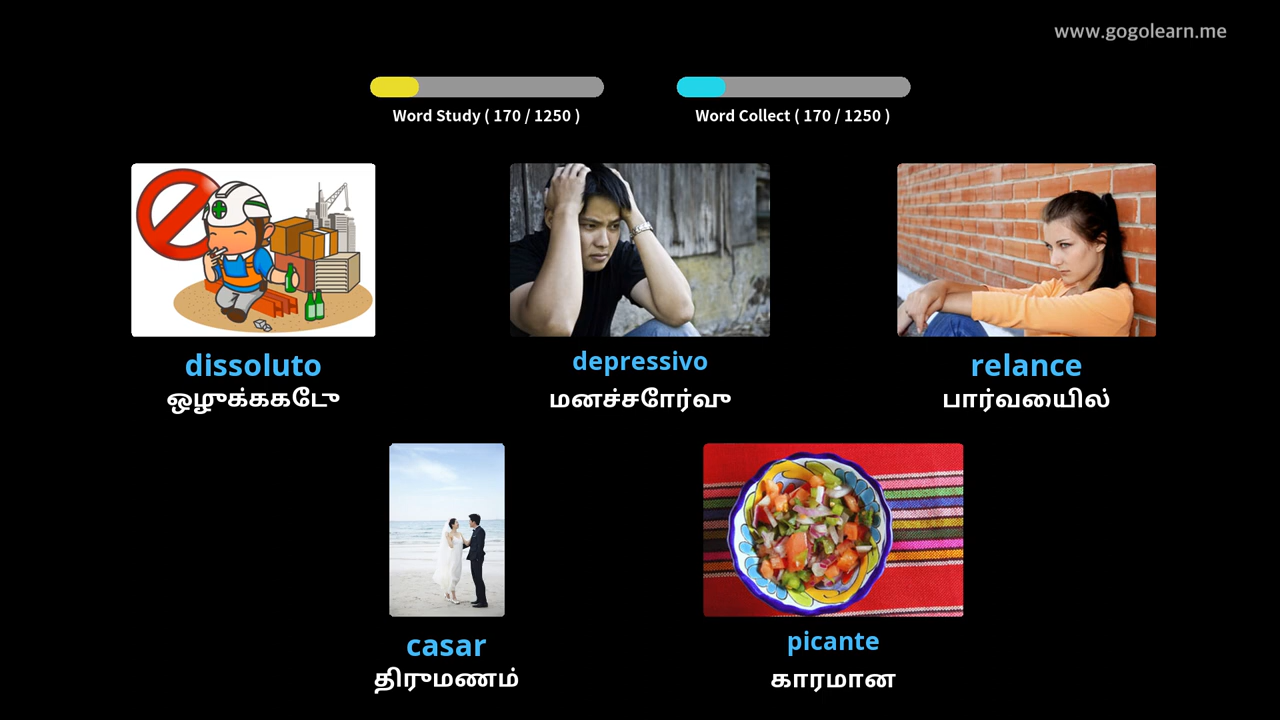 www.gogolearn.me
Word Study ( 170 / 1250 )
Word Collect ( 170 / 1250 )
dissoluto
ஒழுக்ககேடு
depressivo
மனச்சோர்வு
relance
பார்வையில்
casar
திருமணம்
picante
காரமான